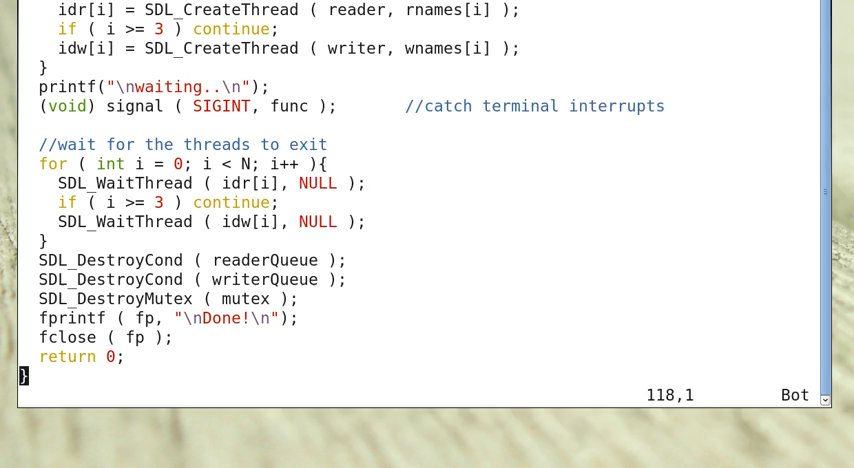 idr[i] = SDL_CreateThread ( reader, rnames[i] );
if ( i >= 3 ) continue;
idw[i] = SDL_CreateThread ( writer, wnames[i] );
}
printf("\nwaiting..\n");
(void) signal ( SIGINT, func ); //catch terminal interrupts
//wait for the threads to exit
for ( int i = 0; i < N; i++ ){
SDL_WaitThread ( idr[i], NULL );
if ( i >= 3 ) continue;
SDL_WaitThread ( idw[i], NULL );
}
SDL_DestroyCond ( readerQueue );
SDL_DestroyCond ( writerQueue );
SDL_DestroyMutex ( mutex );
fprintf ( fp, "\nDone!\n");
fclose ( fp );
return 0;
}
118,1 Bot